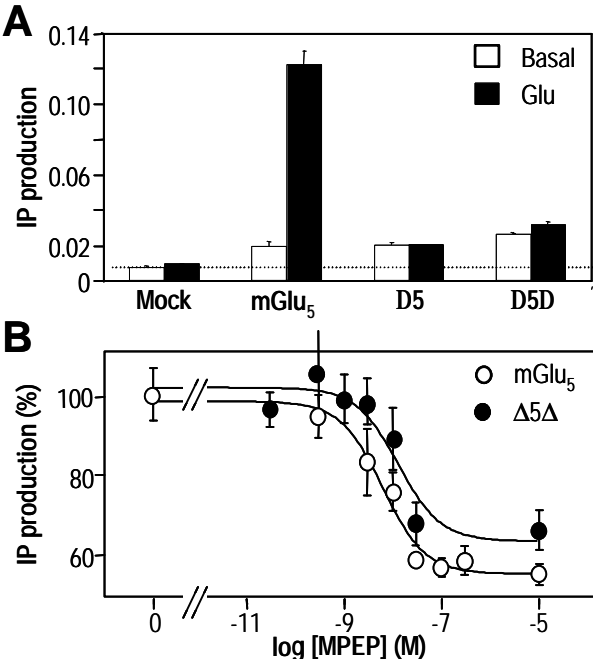 A
0.14
0.10
0.06
0.02
0
IP production
Basal
Glu
Mock
mGlu5
D5
D5D
B
100
80
60
IP production (%)
mGlu5
Δ5Δ
0
-11
-9
-7
-5
log [MPEP] (M)